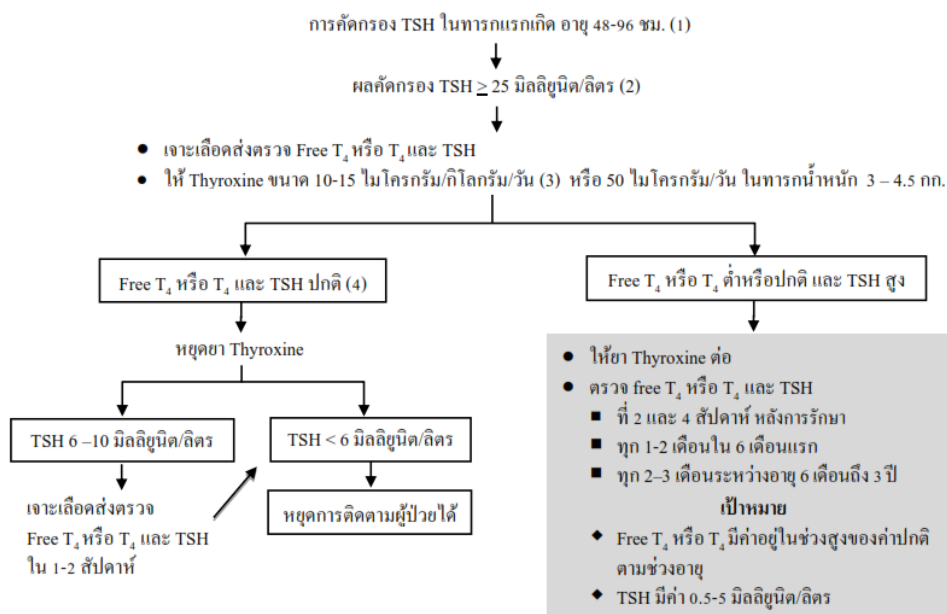 การคัดกรอง TSH ในทารกแรกเกิด อายุ 48-96 ชม. (1)
ผลคัดกรอง TSH ≥ 25 มิลลิยูนิต/ลิตร (2)
● เจาะเลือดส่งตรวจ Free T₄ หรือ T₄ และ TSH
● ให้ Thyroxine ขนาด 10-15 ไมโครกรัม/กิโลกรัม/วัน (3) หรือ 50 ไมโครกรัม/วัน ในทารกน้ำหนัก 3 – 4.5 กก.
Free T₄ หรือ T₄ และ TSH ปกติ (4)
หยุดยา Thyroxine
TSH 6 –10 มิลลิยูนิต/ลิตร
เจาะเลือดส่งตรวจ
Free T₄ หรือ T₄ และ TSH
ใน 1-2 สัปดาห์
TSH < 6 มิลลิยูนิต/ลิตร
หยุดการติดตามผู้ป่วยได้
Free T₄ หรือ T₄ ต่ำหรือปกติ และ TSH สูง
● ให้ยา Thyroxine ต่อ
● ตรวจ free T₄ หรือ T₄ และ TSH
■ ที่ 2 และ 4 สัปดาห์ หลังการรักษา
■ ทุก 1-2 เดือนใน 6 เดือนแรก
■ ทุก 2–3 เดือนระหว่างอายุ 6 เดือนถึง 3 ปี
เป้าหมาย
◆ Free T₄ หรือ T₄ มีค่าอยู่ในช่วงสูงของค่าปกติ
ตามช่วงอายุ
◆ TSH มีค่า 0.5-5 มิลลิยูนิต/ลิตร